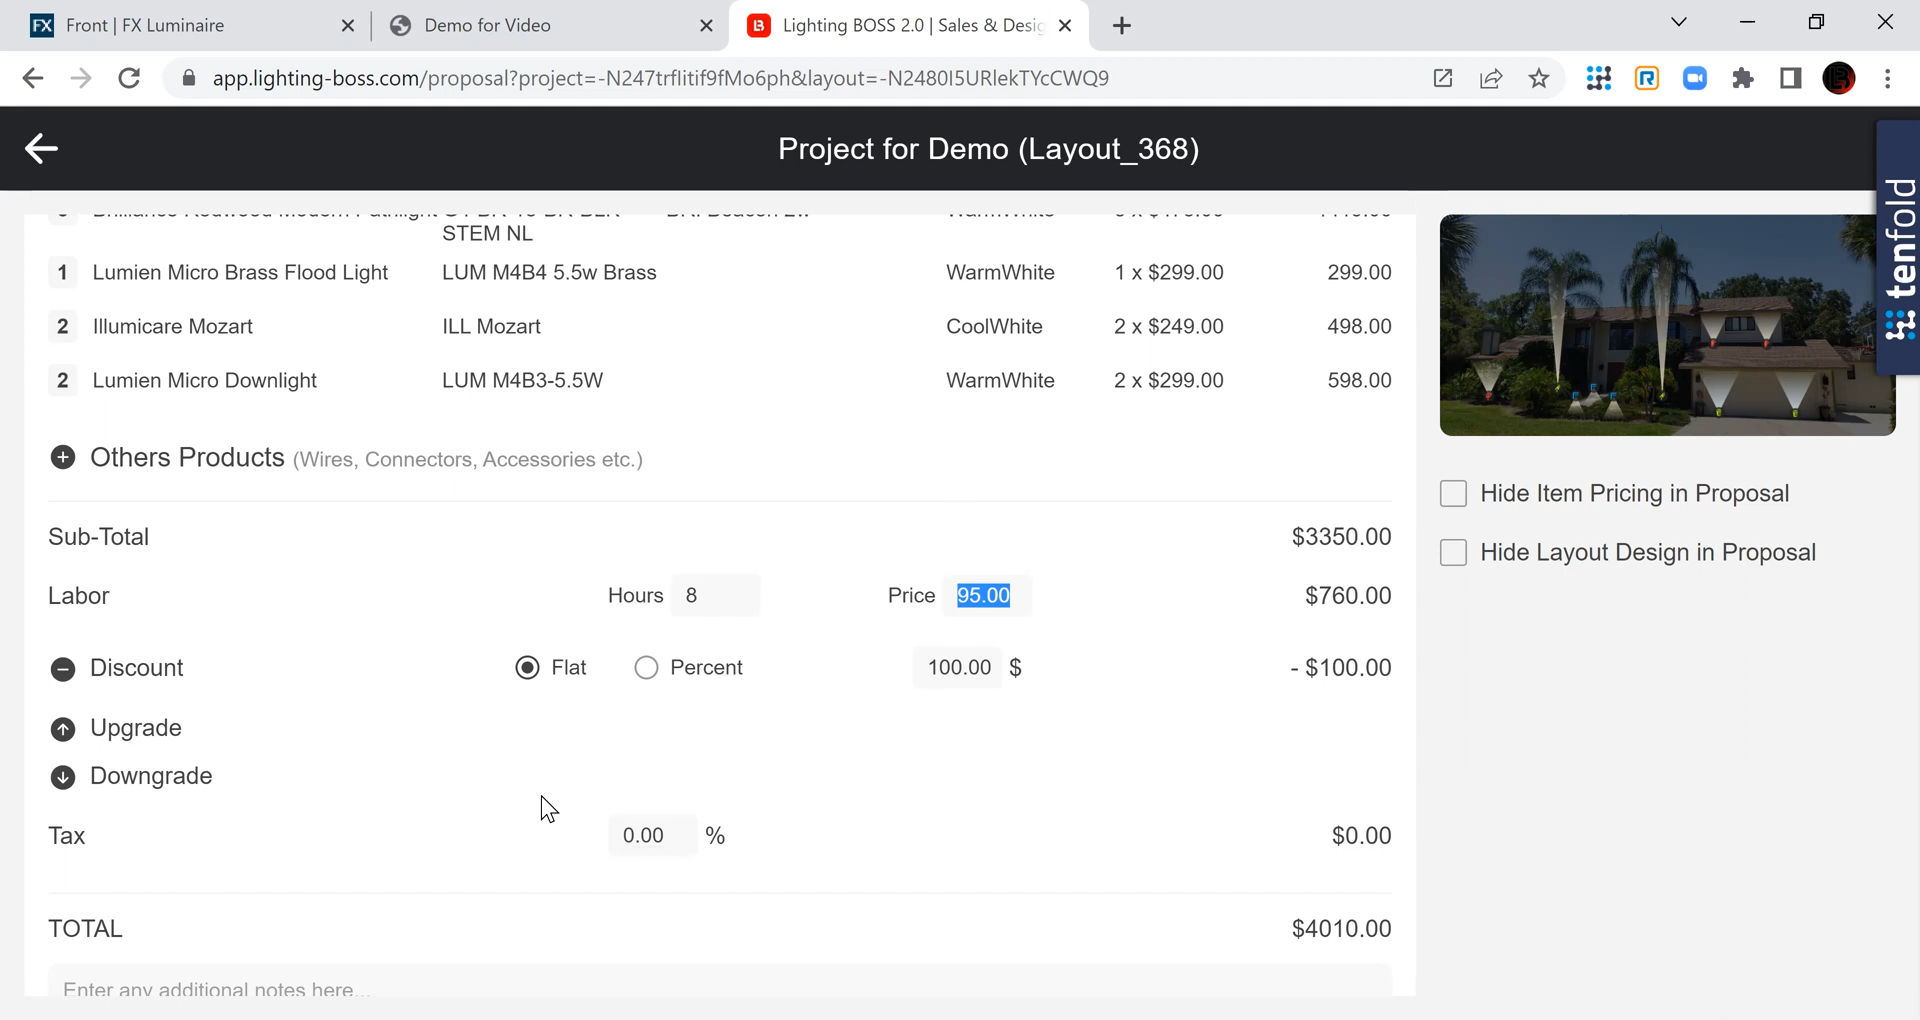 FX Front | FX Luminaire
Demo for Video
B Lighting BOSS 2.0 | Sales & Desig
app.lighting-boss.com/proposal?project=-N247trflitif9fMo6ph&layout=-N2480I5URlekTYcCWQ9
Project for Demo (Layout_368)
tenfold
STEM NL
1 Lumien Micro Brass Flood Light LUM M4B4 5.5w Brass WarmWhite 1 x $299.00 299.00
2 Illumicare Mozart ILL Mozart CoolWhite 2 x $249.00 498.00
2 Lumien Micro Downlight LUM M4B3-5.5W WarmWhite 2 x $299.00 598.00
Others Products (Wires, Connectors, Accessories etc.)
Hide Item Pricing in Proposal
Hide Layout Design in Proposal
Sub-Total $3350.00
Labor Hours 8 Price 95.00 $760.00
Discount Flat Percent 100.00 $ - $100.00
Upgrade
Downgrade
Tax 0.00 % $0.00
TOTAL $4010.00
Enter any additional notes here...